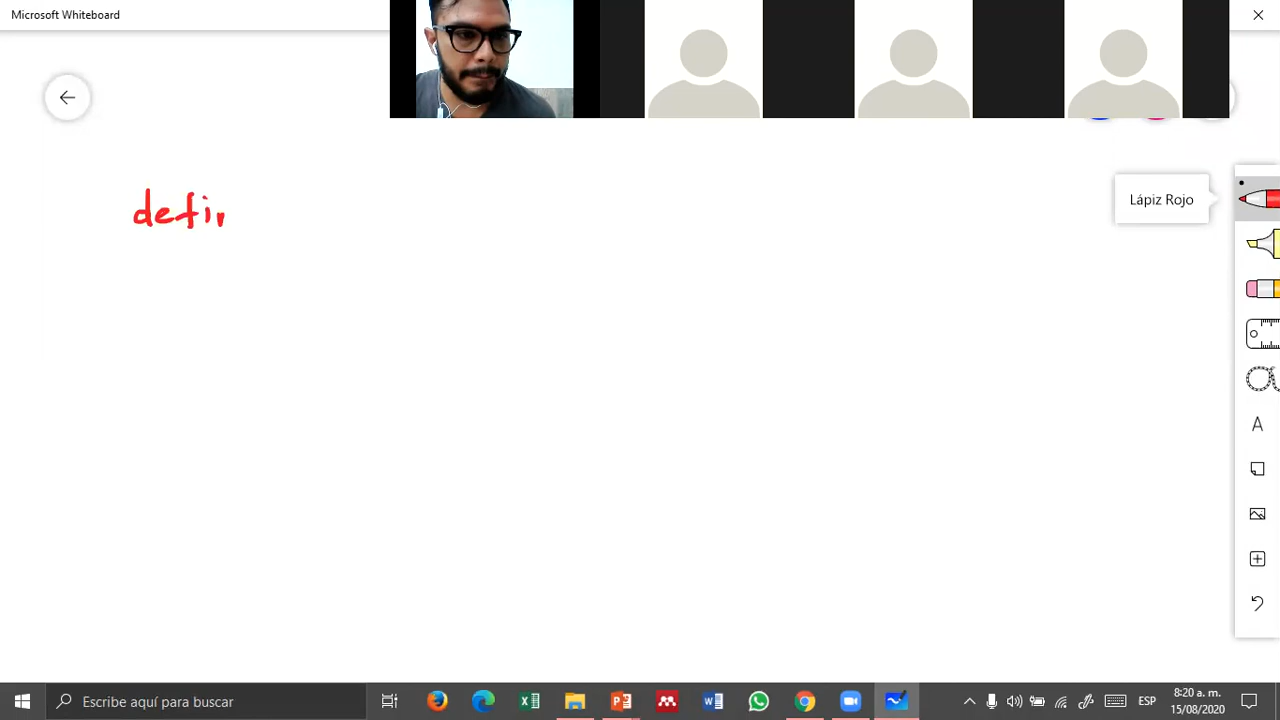 Microsoft Whiteboard
defi
Lápiz Rojo
A
Escribe aquí para buscar
ESP
8:20 a. m.
15/08/2020